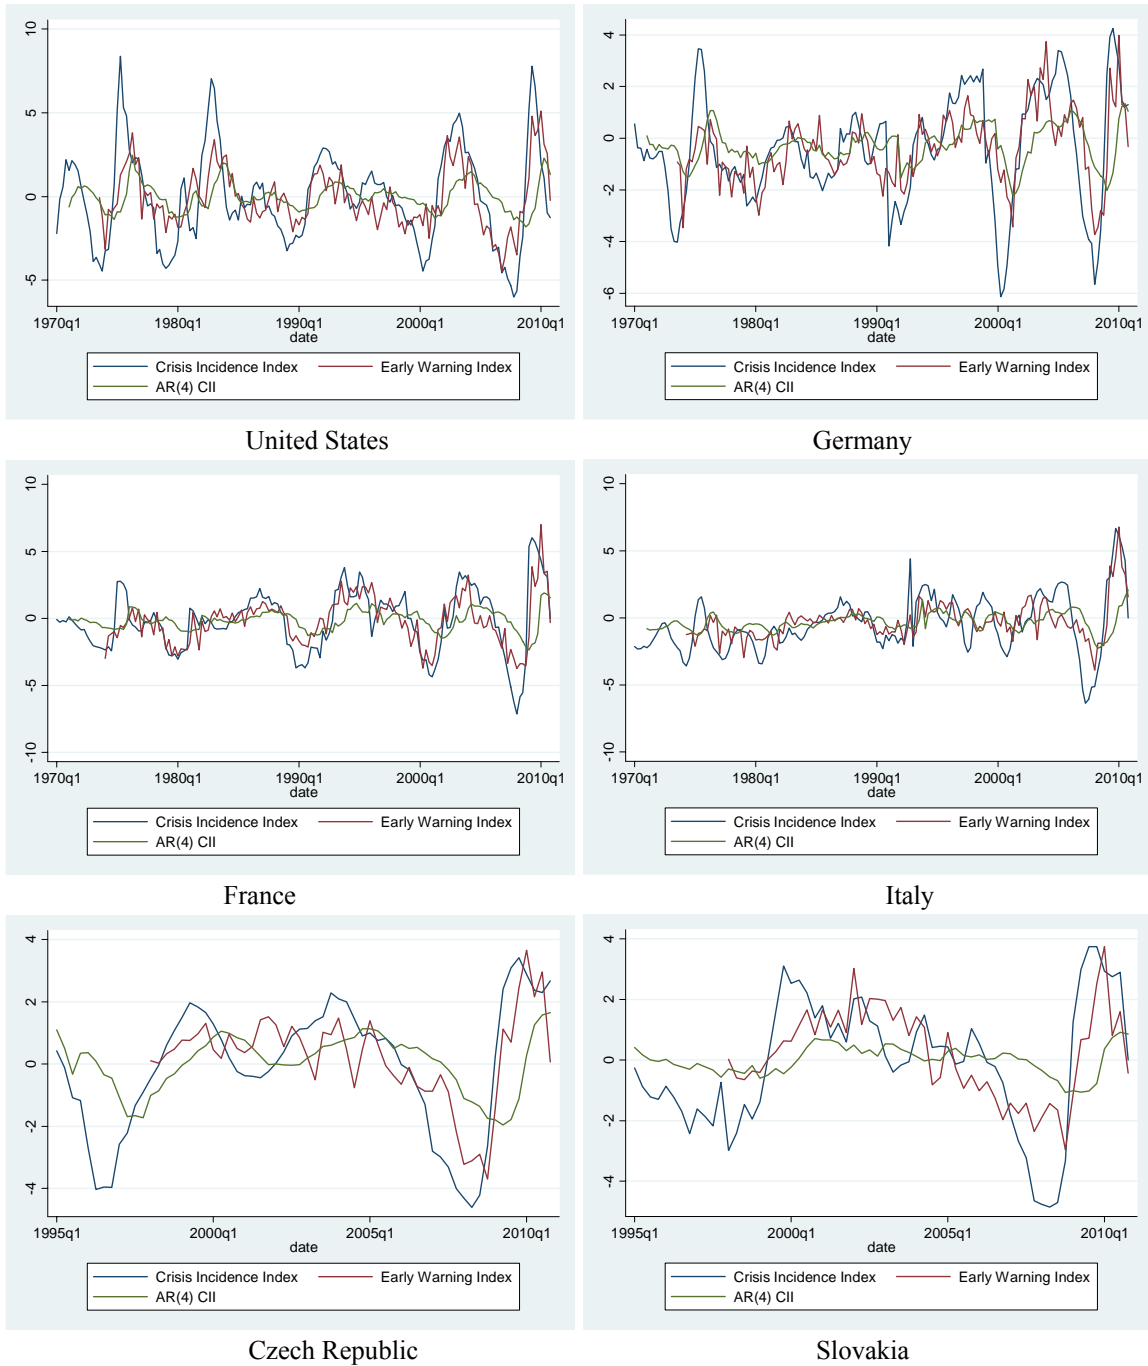 10
5
0
-5
1970q1 1980q1 1990q1 2000q1 2010q1
date
Crisis Incidence Index Early Warning Index
AR(4) CII
United States
4
2
0
-2
-4
-6
1970q1 1980q1 1990q1 2000q1 2010q1
date
Crisis Incidence Index Early Warning Index
AR(4) CII
Germany
10
5
0
-5
-10
1970q1 1980q1 1990q1 2000q1 2010q1
date
Crisis Incidence Index Early Warning Index
AR(4) CII
France
10
5
0
-5
-10
1970q1 1980q1 1990q1 2000q1 2010q1
date
Crisis Incidence Index Early Warning Index
AR(4) CII
Italy
4
2
0
-2
-4
1995q1 2000q1 2005q1 2010q1
date
Crisis Incidence Index Early Warning Index
AR(4) CII
Czech Republic
4
2
0
-2
-4
1995q1 2000q1 2005q1 2010q1
date
Crisis Incidence Index Early Warning Index
AR(4) CII
Slovakia